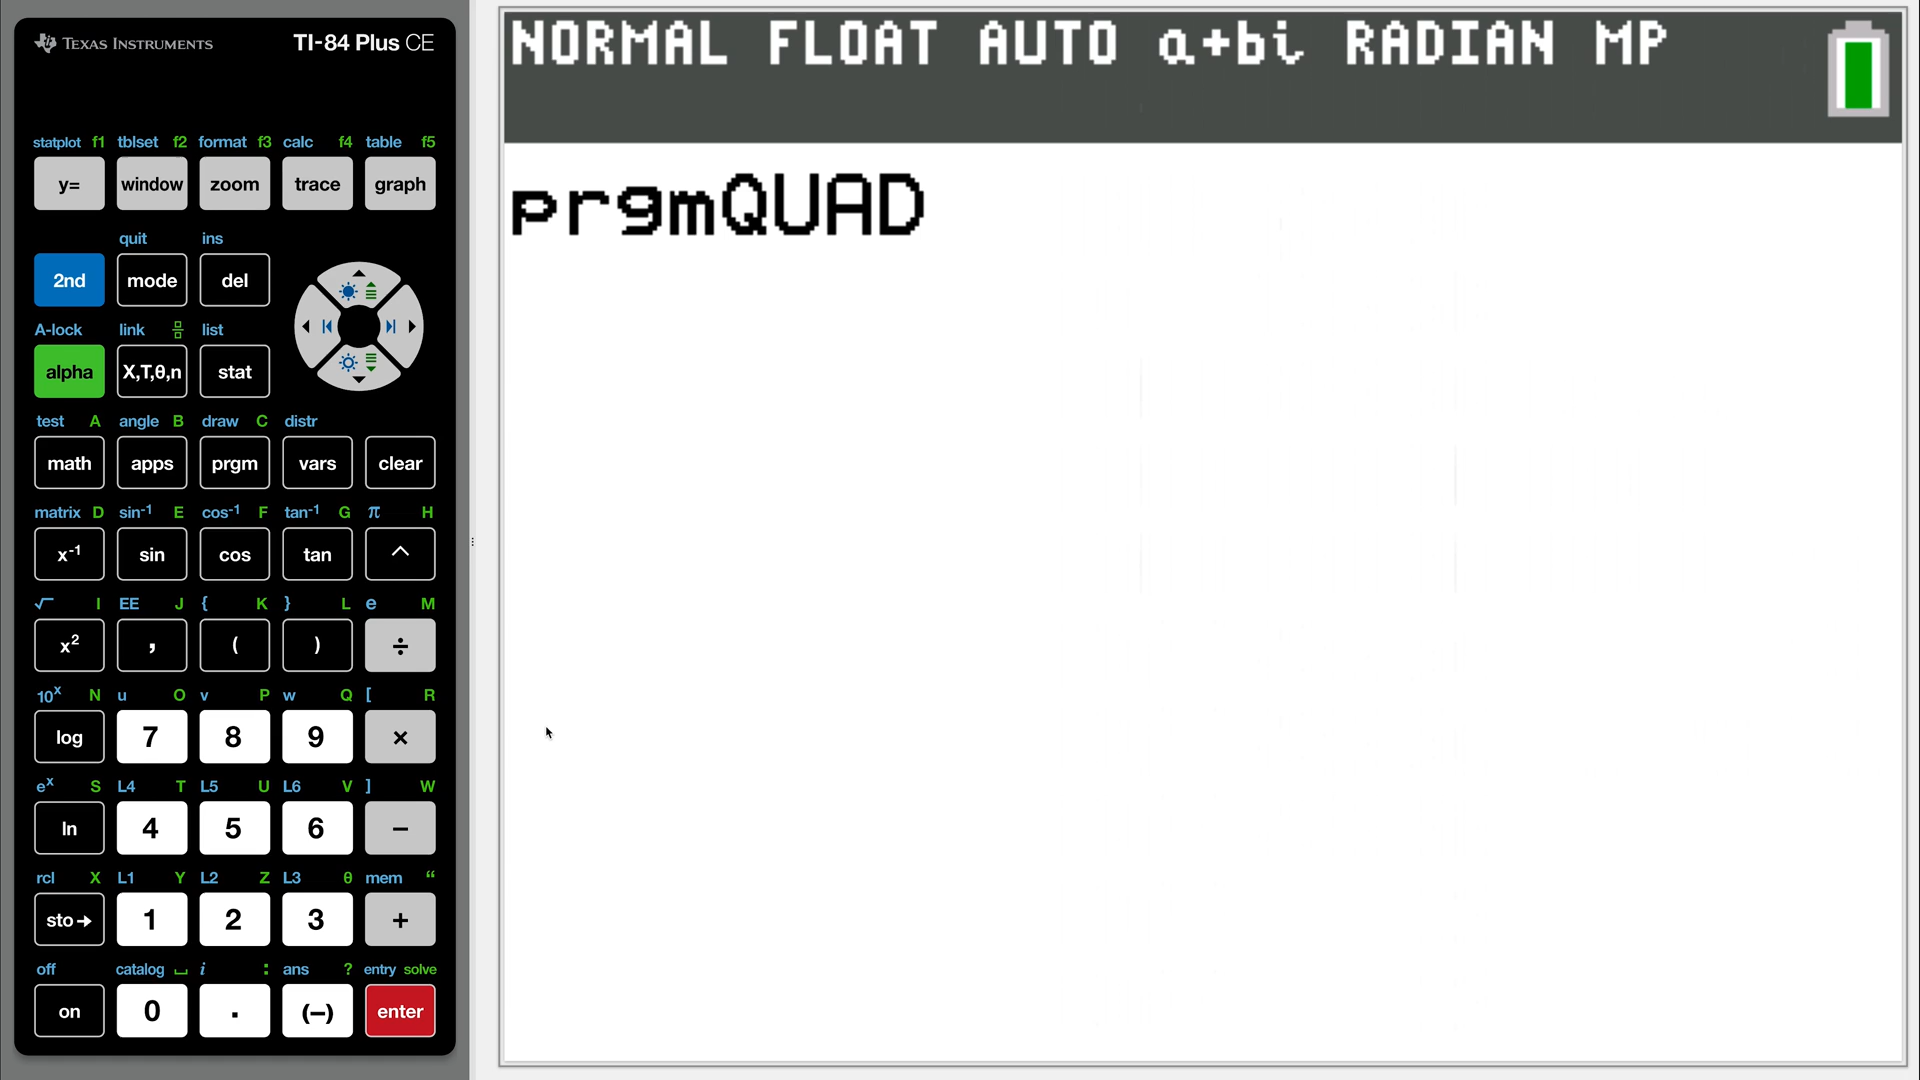 TEXAS INSTRUMENTS TI-84 Plus CE
statplot f1 tblset f2 format f3 calc f4 table f5
y= window zoom trace graph
quit ins
2nd mode del
A-lock link list
alpha X,T,θ,n stat
test A angle B draw C distr
math apps prgm vars clear
matrix D sin⁻¹ E cos⁻¹ F tan⁻¹ G π H
x⁻¹ sin cos tan ^
√ I EE J { K } L e M
x² , ( ) ÷
10ˣ N u O v P w Q [ R
log 7 8 9 ×
eˣ S L4 T L5 U L6 V ] W
ln 4 5 6 −
rcl X L1 Y L2 Z L3 θ mem “
sto→ 1 2 3 +
off catalog ⎵ i : ans ? entry solve
on 0 . (−) enter
NORMAL FLOAT AUTO a+bi RADIAN MP
prgmQUAD